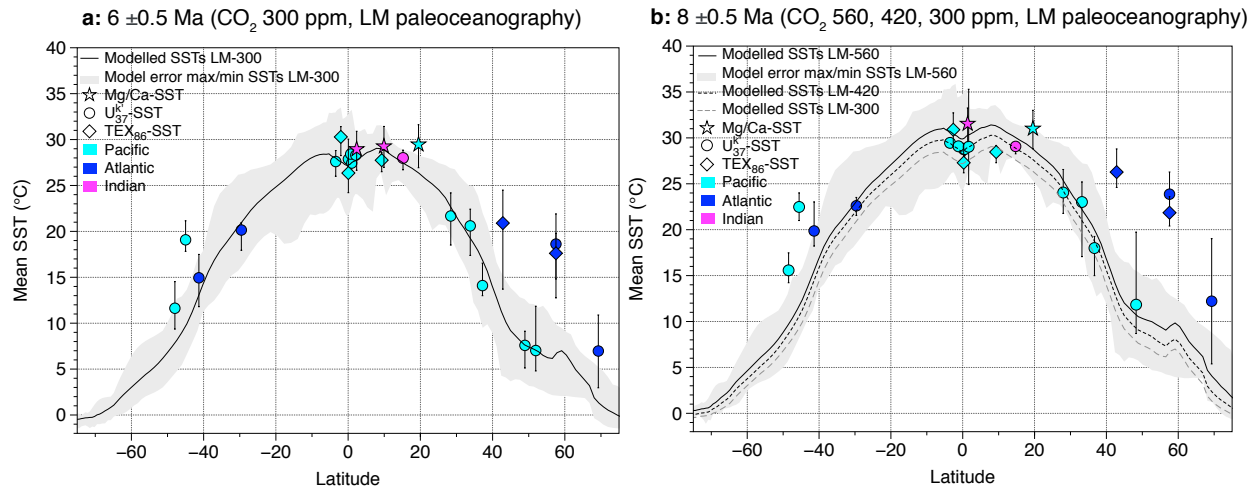 a: 6 ±0.5 Ma (CO2 300 ppm, LM paleoceanography)
40
35
30
25
20
15
10
5
0
Mean SST (°C)
Modelled SSTs LM-300
Model error max/min SSTs LM-300
Mg/Ca-SST
U37k'-SST
TEX86-SST
Pacific
Atlantic
Indian
−60 −40 −20 0 20 40 60
Latitude
b: 8 ±0.5 Ma (CO2 560, 420, 300 ppm, LM paleoceanography)
40
35
30
25
20
15
10
5
0
Mean SST (°C)
Modelled SSTs LM-560
Model error max/min SSTs LM-560
Modelled SSTs LM-420
Modelled SSTs LM-300
Mg/Ca-SST
U37k'-SST
TEX86-SST
Pacific
Atlantic
Indian
−60 −40 −20 0 20 40 60
Latitude